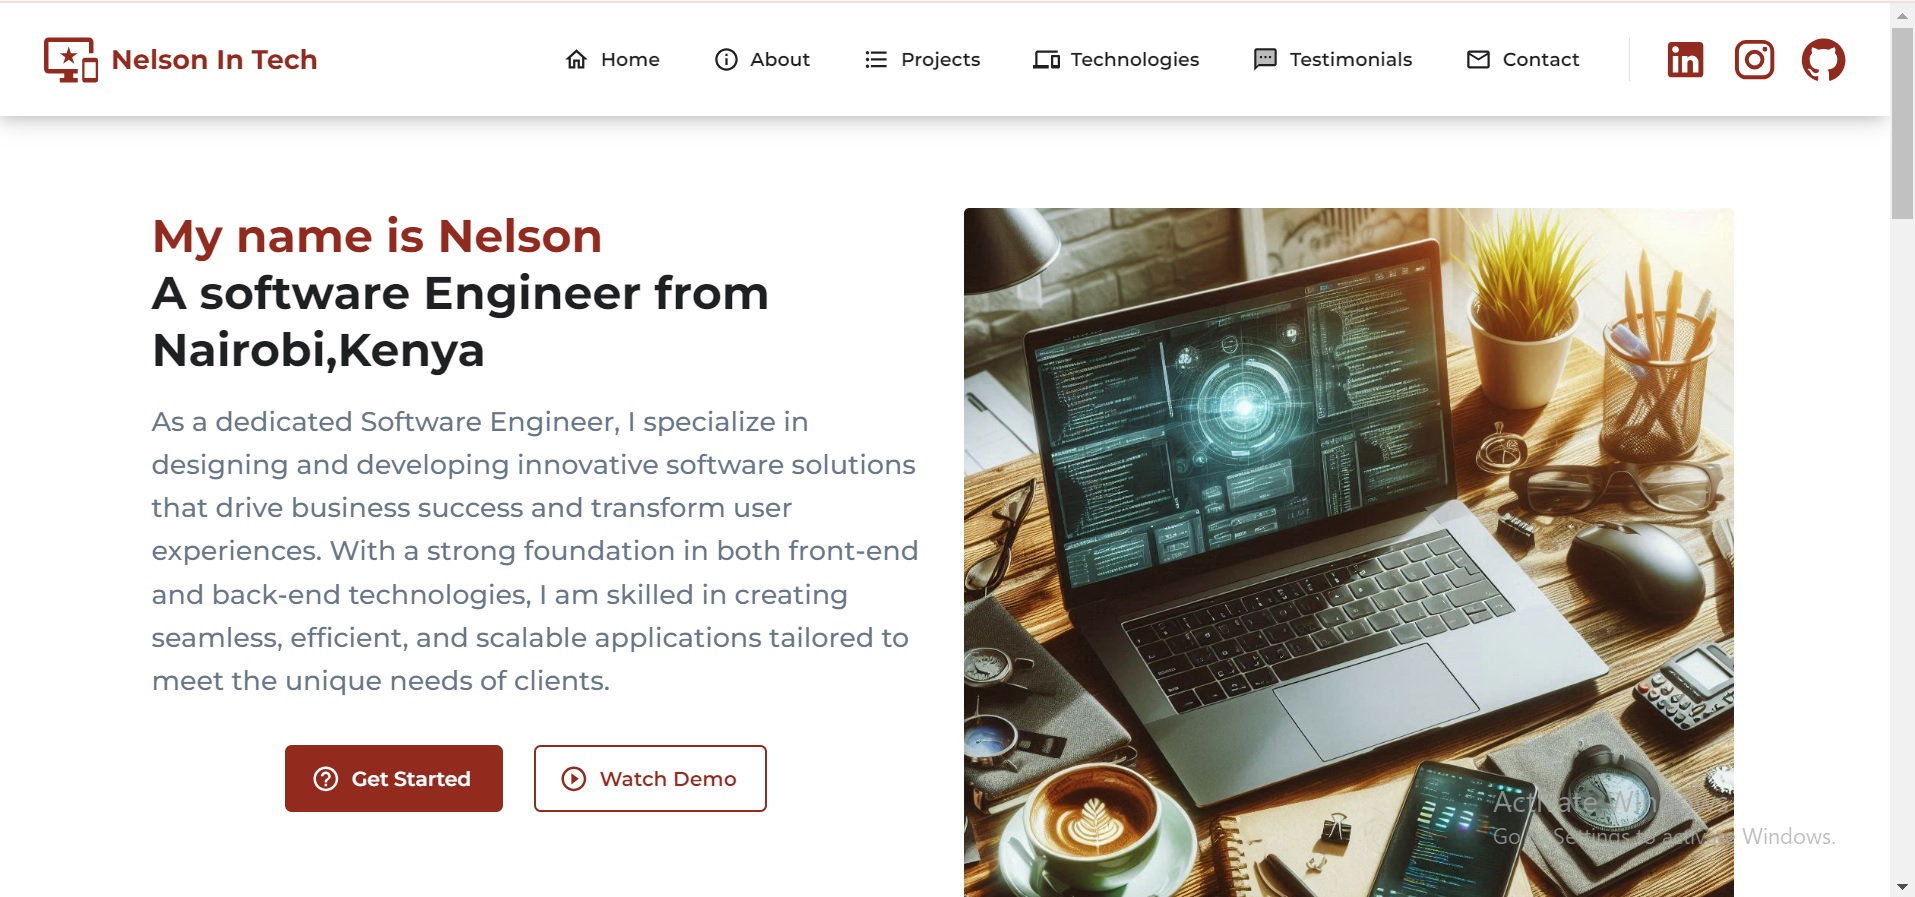 Nelson In Tech
Home
About
Projects
Technologies
Testimonials
Contact
My name is Nelson
A software Engineer from
Nairobi,Kenya
As a dedicated Software Engineer, I specialize in
designing and developing innovative software solutions
that drive business success and transform user
experiences. With a strong foundation in both front-end
and back-end technologies, I am skilled in creating
seamless, efficient, and scalable applications tailored to
meet the unique needs of clients.
Get Started
Watch Demo
Activate Windows
Go to Settings to activate Windows.